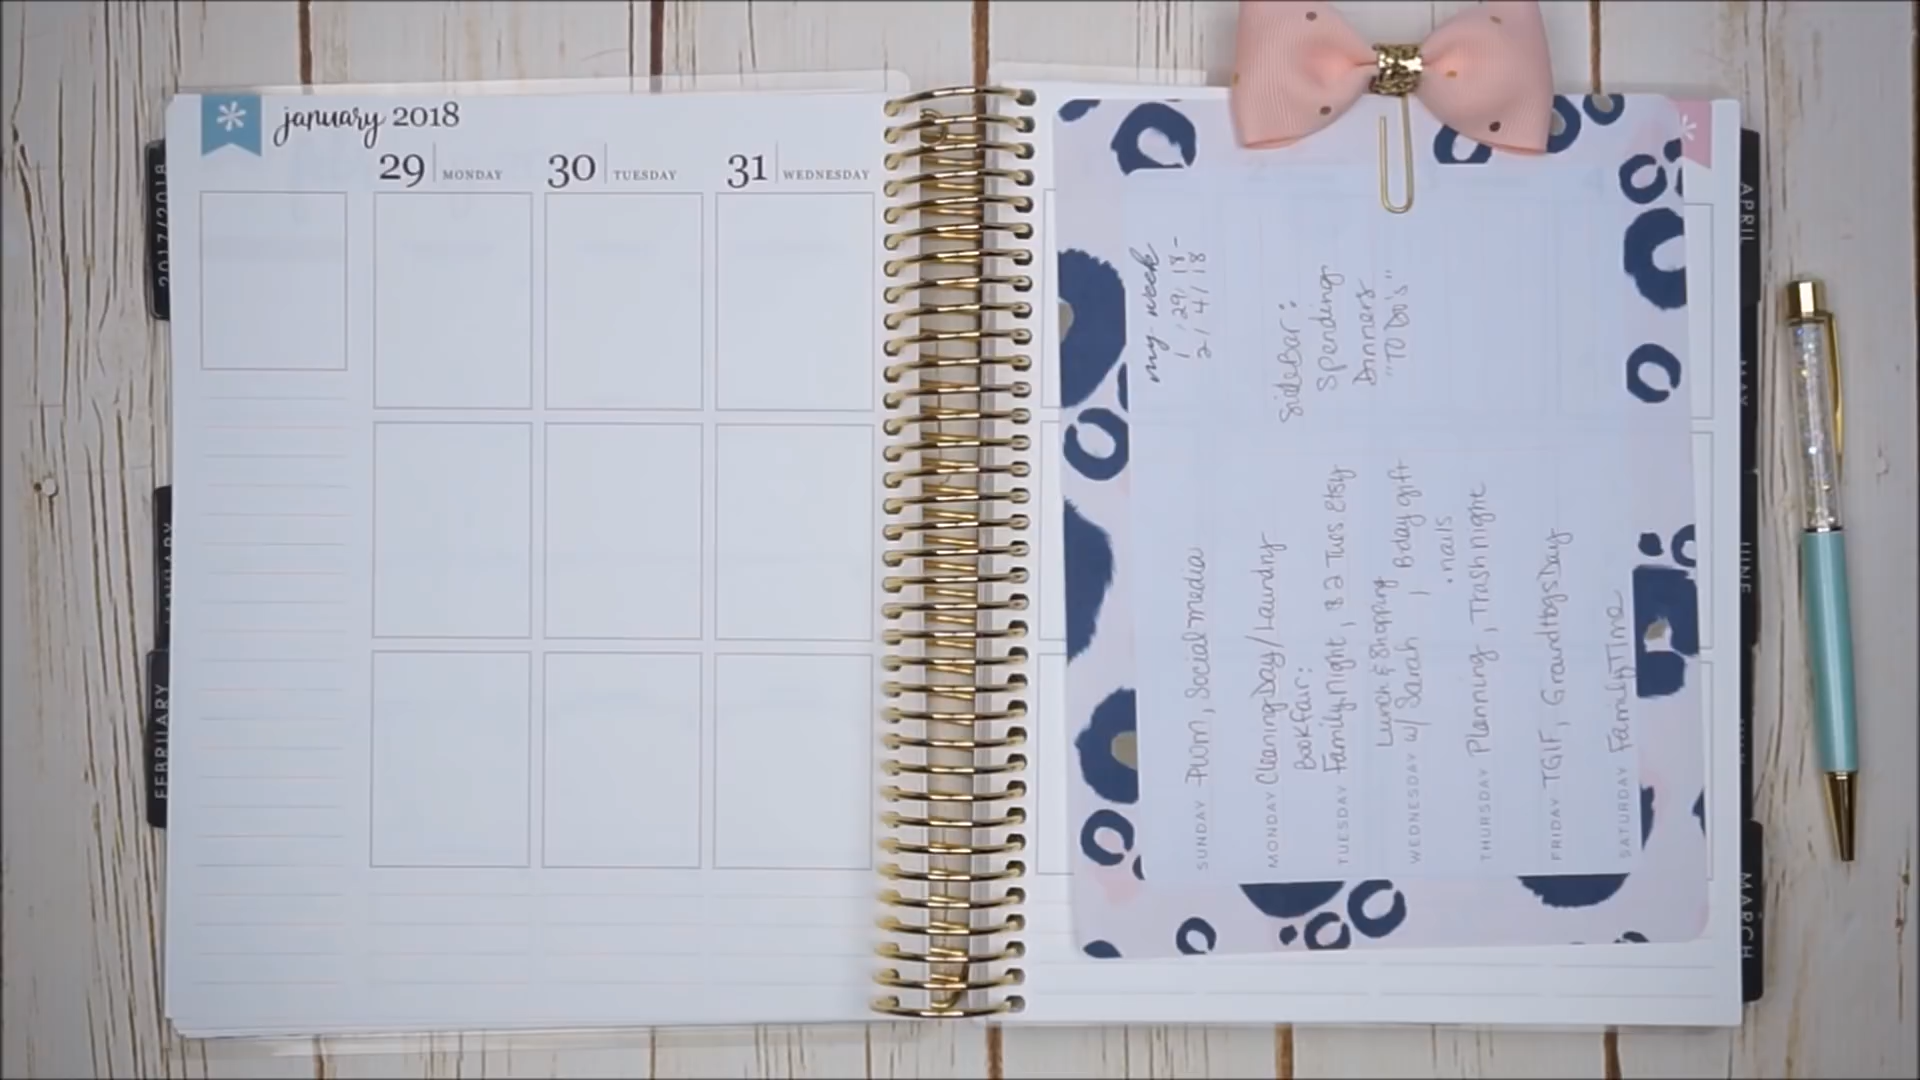 january 2018
29 MONDAY
30 TUESDAY
31 WEDNESDAY
2017/2018
JANUARY
FEBRUARY
my week
1/29/18-
2/4/18
SideBar:
Spending
Dinners
"TO DO's"
SUNDAY PWM, Social media
MONDAY Cleaning Day/Laundry
Bookfair:
TUESDAY Family Night, $2 Tues Etsy
Lunch & Shopping
WEDNESDAY w/ Sarah, Bday gift
. nails
THURSDAY Planning, Trash night
FRIDAY TGIF, Groundhogs Day
SATURDAY Family Time
APRIL
MAY
JUNE
MARCH